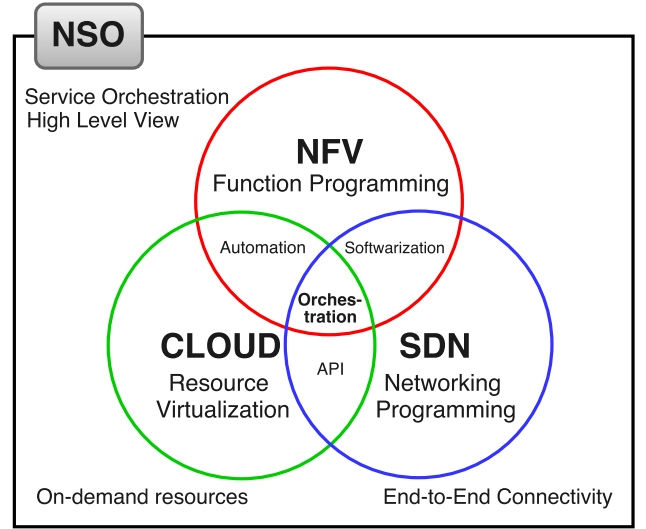 NSO
Service Orchestration
High Level View
NFV
Function Programming
Automation
Softwarization
Orches-
tration
CLOUD
SDN
API
Resource
Virtualization
Networking
Programming
On-demand resources
End-to-End Connectivity